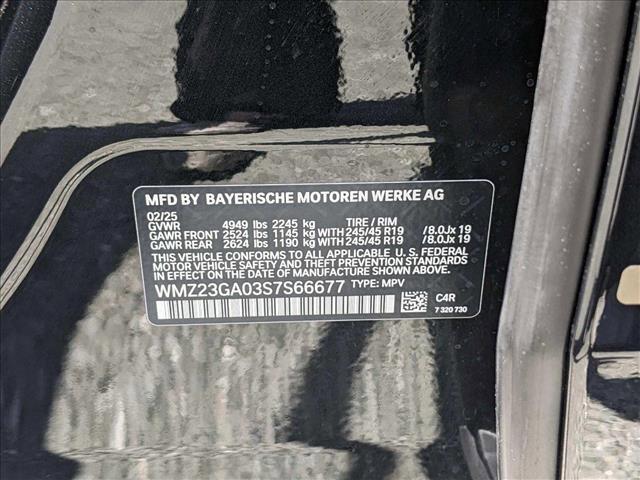 MFD BY BAYERISCHE MOTOREN WERKE AG
02/25
GVWR 4949 lbs 2245 kg TIRE / RIM
GAWR FRONT 2524 lbs 1145 kg WITH 245/45 R19 /8.0Jx 19
GAWR REAR 2624 lbs 1190 kg WITH 245/45 R19 /8.0Jx 19
THIS VEHICLE CONFORMS TO ALL APPLICABLE U. S. FEDERAL
MOTOR VEHICLE SAFETY, BUMPER, AND THEFT PREVENTION
STANDARDS IN EFFECT ON THE DATE OF MANUFACTURE SHOWN ABOVE.
WMZ23GA03S7S66677 TYPE: MPV
C4R
7 320 730